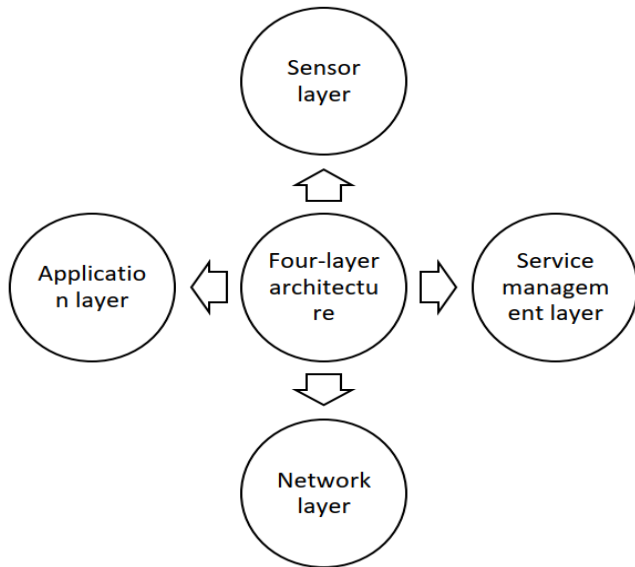 Sensor
layer
Applicatio
n layer
Four-layer
architectu
re
Service
managem
ent layer
Network
layer